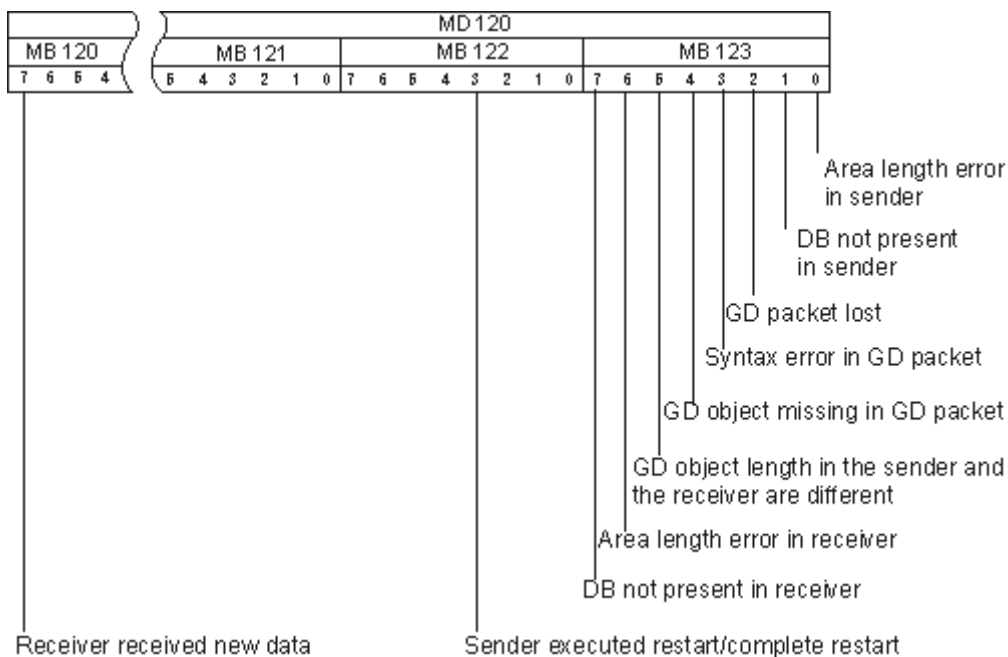 MD 120
MB 120 MB 121 MB 122 MB 123
7 6 5 4 5 4 3 2 1 0 7 6 5 4 3 2 1 0 7 6 5 4 3 2 1 0
Area length error
in sender
DB not present
in sender
GD packet lost
Syntax error in GD packet
GD object missing in GD packet
GD object length in the sender and
the receiver are different
Area length error in receiver
DB not present in receiver
Receiver received new data
Sender executed restart/complete restart